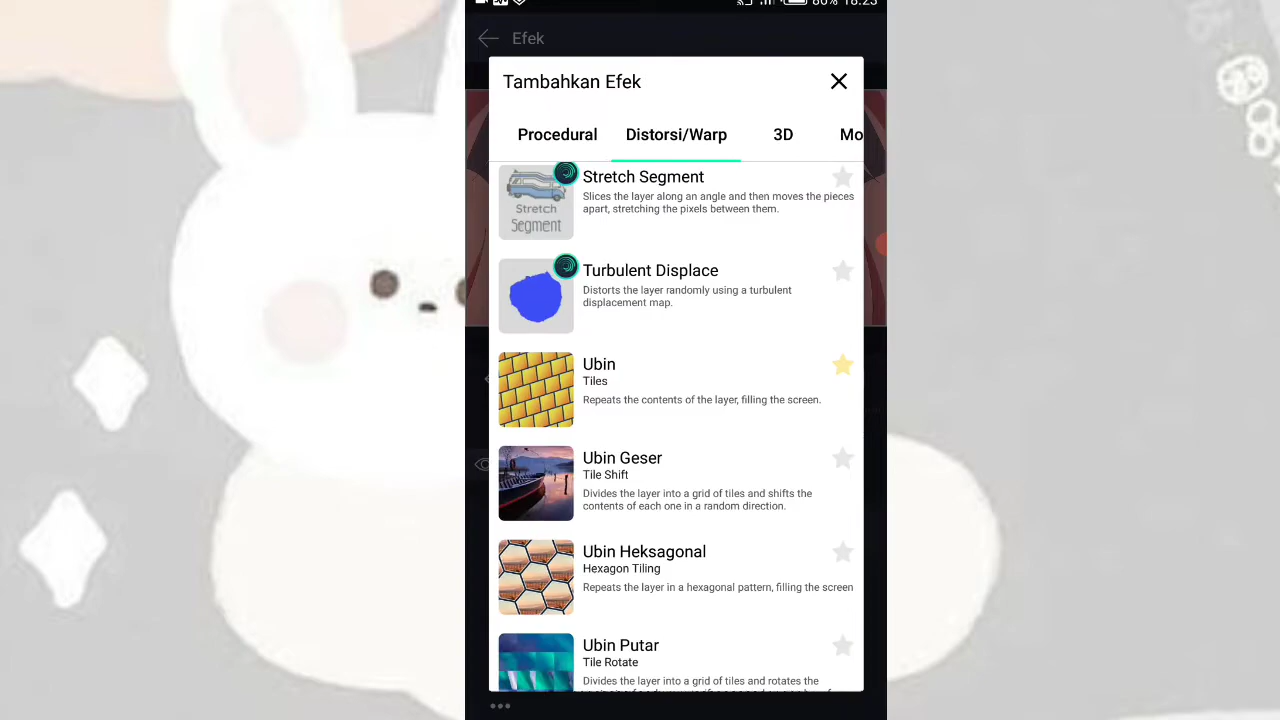 86% 18.23
Efek
Tambahkan Efek
Procedural Distorsi/Warp 3D Mo
Stretch
Segment
Stretch Segment
Slices the layer along an angle and then moves the pieces
apart, stretching the pixels between them.
Turbulent Displace
Distorts the layer randomly using a turbulent
displacement map.
Ubin
Tiles
Repeats the contents of the layer, filling the screen.
Ubin Geser
Tile Shift
Divides the layer into a grid of tiles and shifts the
contents of each one in a random direction.
Ubin Heksagonal
Hexagon Tiling
Repeats the layer in a hexagonal pattern, filling the screen
Ubin Putar
Tile Rotate
Divides the layer into a grid of tiles and rotates the